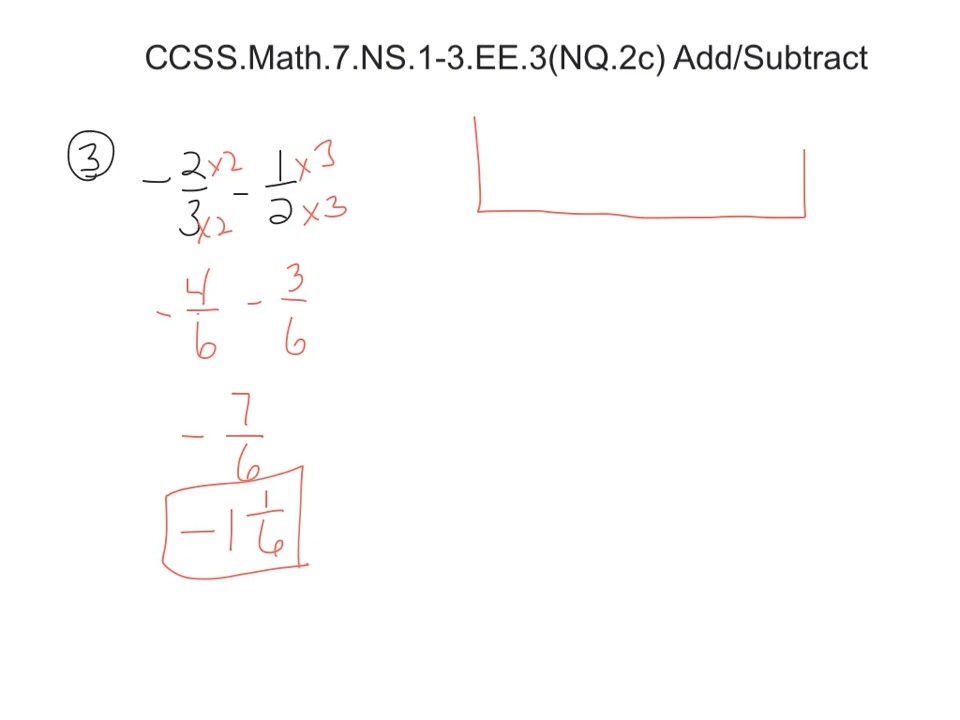 CCSS.Math.7.NS.1-3.EE.3(NQ.2c) Add/Subtract
3
- 2/3 - 1/2
×2 ×3
×2 ×3
- 4/6 - 3/6
- 7/6
- 1 1/6